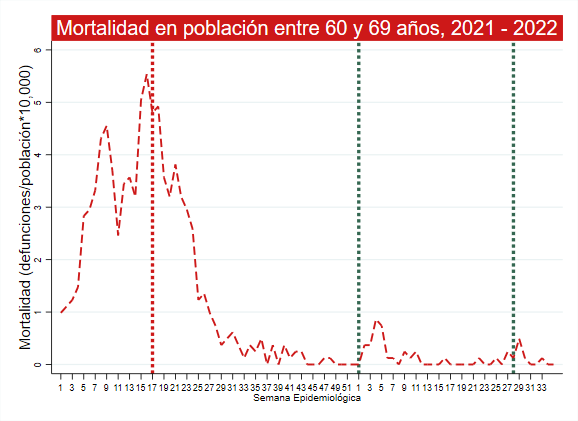 Mortalidad en población entre 60 y 69 años, 2021 - 2022
Mortalidad (defunciones/población*10,000)
6
5
4
3
2
1
0
1 3 5 7 9 11 13 15 17 19 21 23 25 27 29 31 33 35 37 39 41 43 45 47 49 51 1 3 5 7 9 11 13 15 17 19 21 23 25 27 29 31 33
Semana Epidemiológica